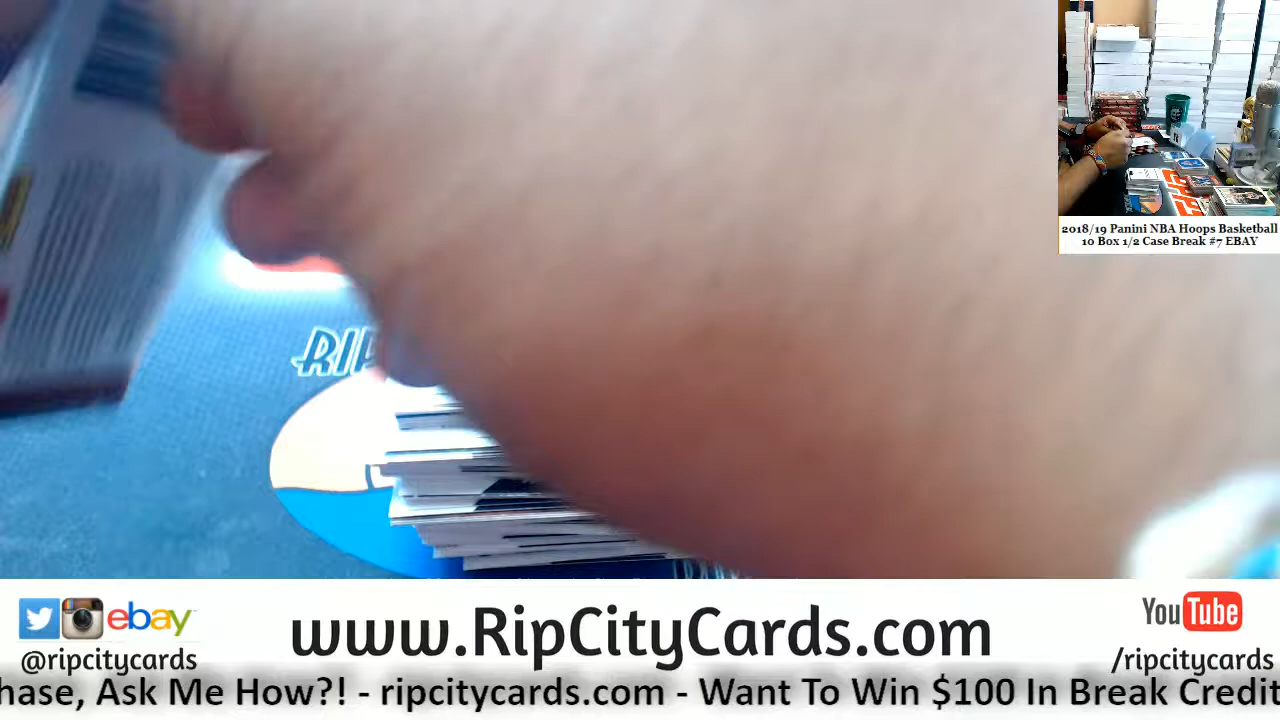 2018/19 Panini NBA Hoops Basketball
10 Box 1/2 Case Break #7 EBAY
RIP
ebay
www.RipCityCards.com
YouTube
@ripcitycards
/ripcitycards
hase, Ask Me How?! - ripcitycards.com - Want To Win $100 In Break Credit